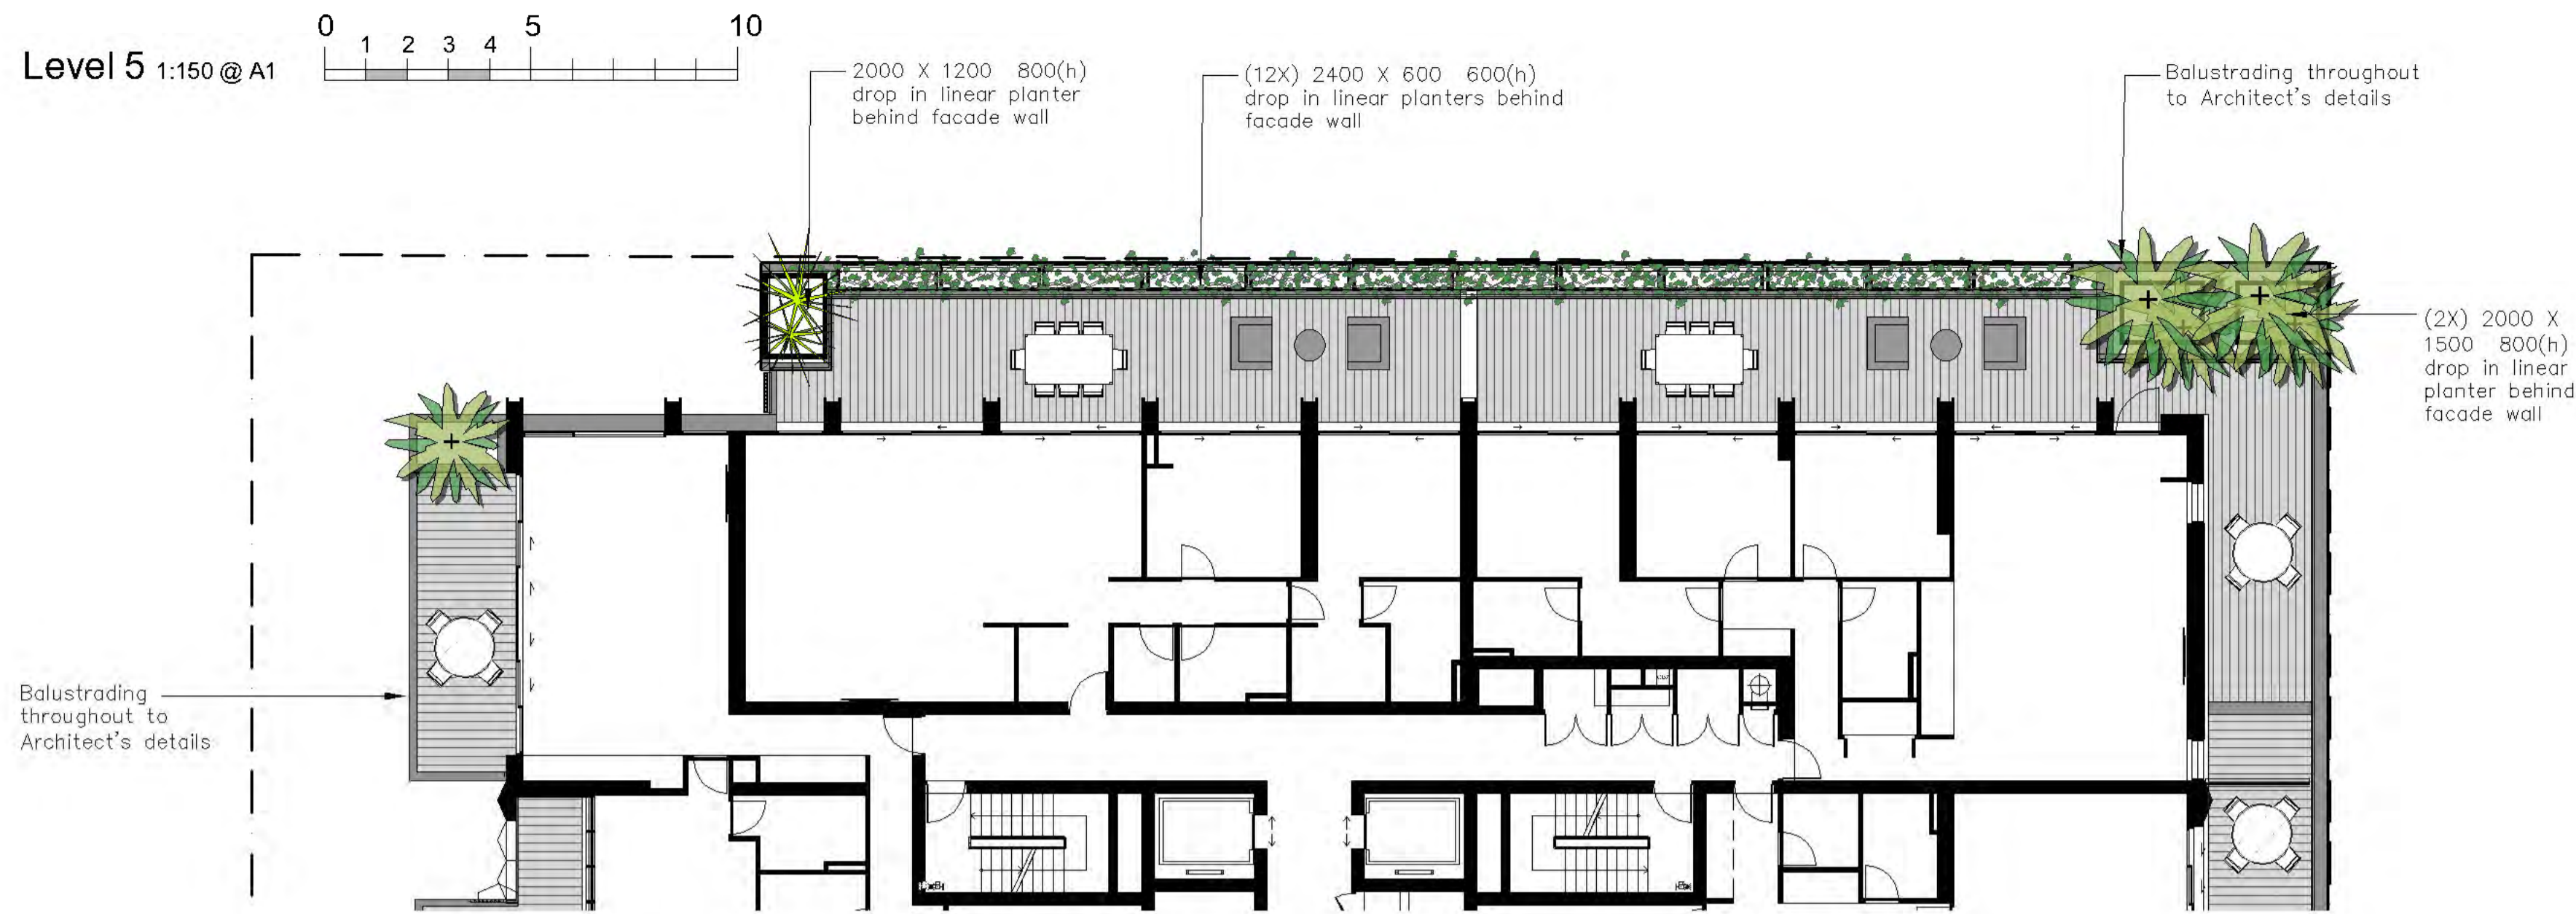 0 5 10
1 2 3 4
Level 5 1:150 @ A1
2000 X 1200 800(h)
drop in linear planter
behind facade wall
(12X) 2400 X 600 600(h)
drop in linear planters behind
facade wall
Balustrading throughout
to Architect's details
(2X) 2000 X
1500 800(h)
drop in linear
planter behind
facade wall
Balustrading
throughout to
Architect's details